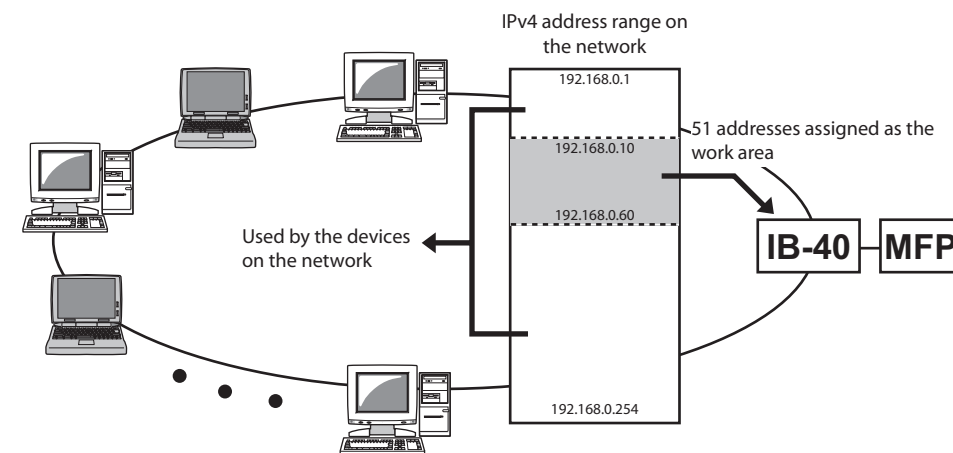 IPv4 address range on
the network
192.168.0.1
51 addresses assigned as the
work area
192.168.0.10
192.168.0.60
Used by the devices
on the network
IB-40
MFP
192.168.0.254